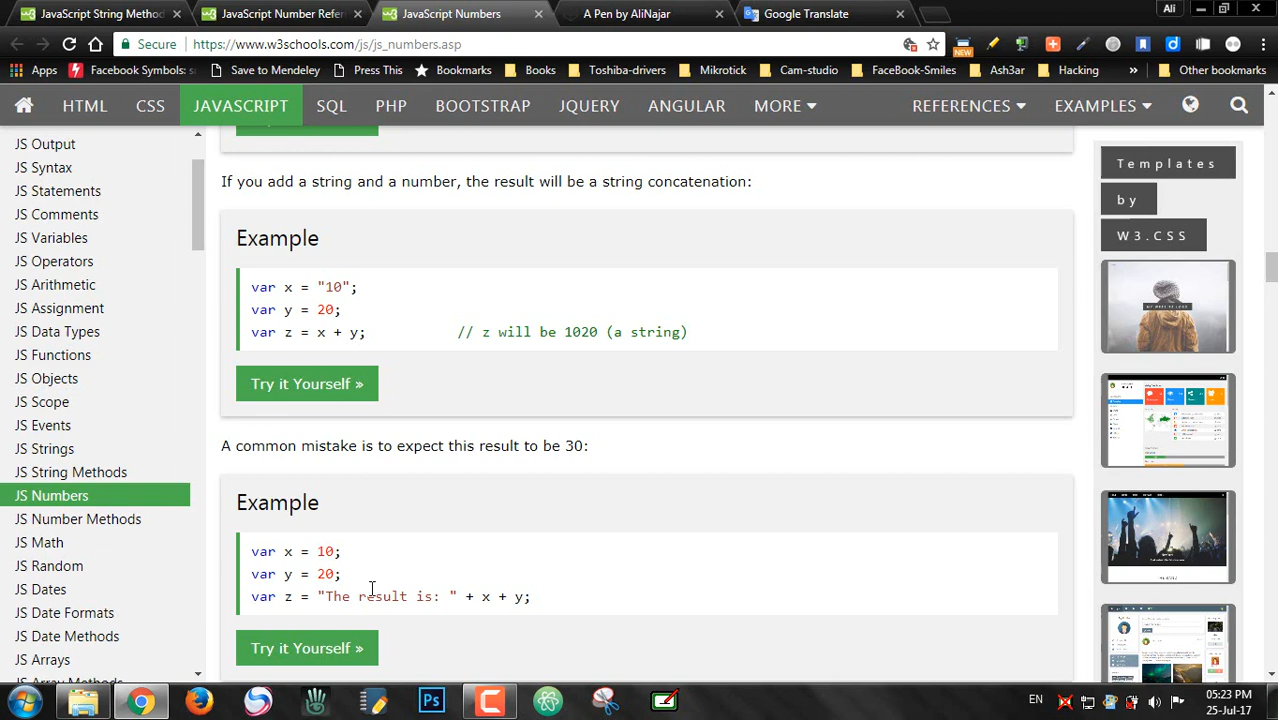 JavaScript String Method
JavaScript Number Refer
JavaScript Numbers
A Pen by AliNajar
Google Translate
Ali
Secure
https://www.w3schools.com/js/js_numbers.asp
NEW
Apps
Facebook Symbols: s
Save to Mendeley
Press This
Bookmarks
Books
Toshiba-drivers
Mikrotick
Cam-studio
FaceBook-Smiles
Ash3ar
Hacking
»
Other bookmarks
HTML
CSS
JAVASCRIPT
SQL
PHP
BOOTSTRAP
JQUERY
ANGULAR
MORE
REFERENCES
EXAMPLES
JS Output
JS Syntax
JS Statements
JS Comments
JS Variables
JS Operators
JS Arithmetic
JS Assignment
JS Data Types
JS Functions
JS Objects
JS Scope
JS Events
JS Strings
JS String Methods
JS Numbers
JS Number Methods
JS Math
JS Random
JS Dates
JS Date Formats
JS Date Methods
JS Arrays
If you add a string and a number, the result will be a string concatenation:
Example
var x = "10";
var y = 20;
var z = x + y; // z will be 1020 (a string)
Try it Yourself »
A common mistake is to expect this result to be 30:
Example
var x = 10;
var y = 20;
var z = "The result is: " + x + y;
Try it Yourself »
Templates
by
W3.CSS
Ps
EN
05:23 PM
25-Jul-17